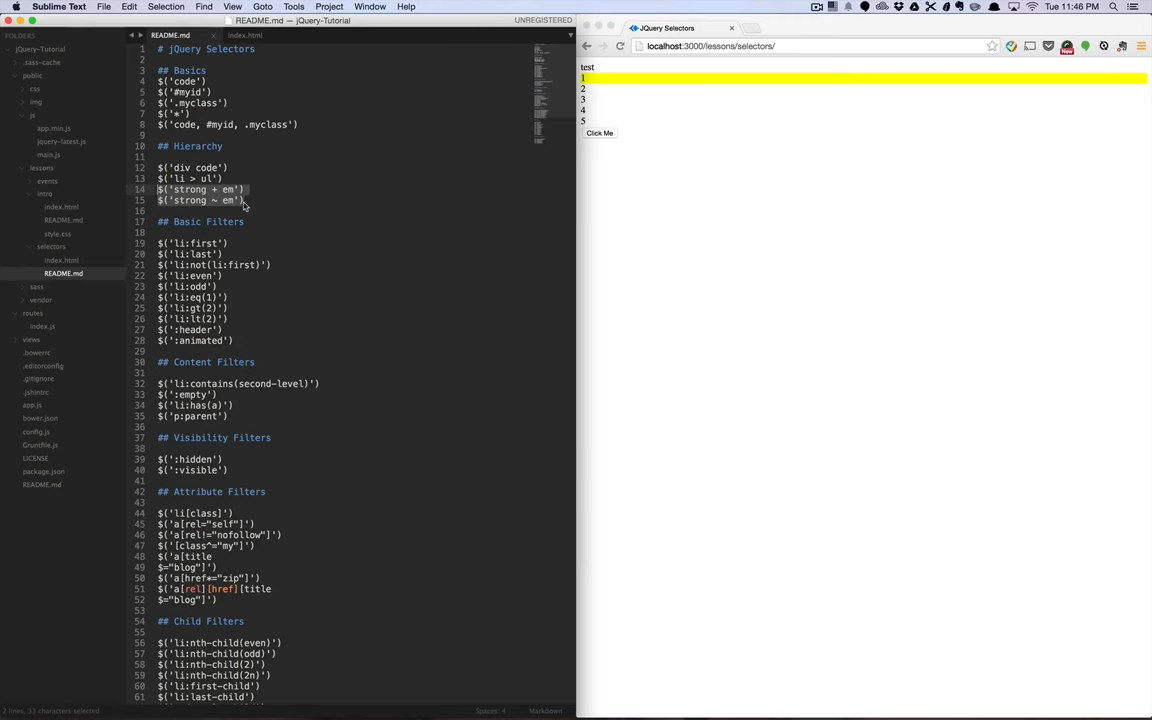 Sublime Text File Edit Selection Find View Goto Tools Project Window Help
Tue 11:46 PM
README.md — jQuery-Tutorial
UNREGISTERED
FOLDERS
jQuery-Tutorial
.sass-cache
public
css
img
js
app.min.js
jquery-latest.js
main.js
lessons
events
intro
index.html
README.md
style.css
selectors
index.html
README.md
sass
vendor
routes
index.js
views
.bowerrc
.editorconfig
.gitignore
.jshintrc
app.js
bower.json
config.js
Gruntfile.js
LICENSE
package.json
README.md
README.md index.html
1 # jQuery Selectors
2
3 ## Basics
4 $('code')
5 $('#myid')
6 $('.myclass')
7 $('*')
8 $('code, #myid, .myclass')
9
10 ## Hierarchy
11
12 $('div code')
13 $('li > ul')
14 $('strong + em')
15 $('strong ~ em')
16
17 ## Basic Filters
18
19 $('li:first')
20 $('li:last')
21 $('li:not(li:first)')
22 $('li:even')
23 $('li:odd')
24 $('li:eq(1)')
25 $('li:gt(2)')
26 $('li:lt(2)')
27 $(':header')
28 $(':animated')
29
30 ## Content Filters
31
32 $('li:contains(second-level)')
33 $(':empty')
34 $('li:has(a)')
35 $('p:parent')
36
37 ## Visibility Filters
38
39 $(':hidden')
40 $(':visible')
41
42 ## Attribute Filters
43
44 $('li[class]')
45 $('a[rel="self"]')
46 $('a[rel!="nofollow"]')
47 $('[class^="my"]')
48 $('a[title
49 $="blog"]')
50 $('a[href*="zip"]')
51 $('a[rel][href][title
52 $="blog"]')
53
54 ## Child Filters
55
56 $('li:nth-child(even)')
57 $('li:nth-child(odd)')
58 $('li:nth-child(2)')
59 $('li:nth-child(2n)')
60 $('li:first-child')
61 $('li:last-child')
2 lines, 33 characters selected
Spaces: 4
Markdown
JQuery Selectors
localhost:3000/lessons/selectors/
New
test
1
2
3
4
5
Click Me